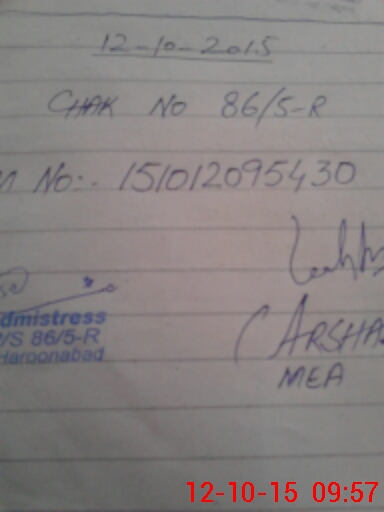 12-10-2015
CHAK No 86/5-R
No:. 151012095430
dmistress
/S 86/5-R
Haroonabad
(ARSHA
MEA
12-10-15 09:57